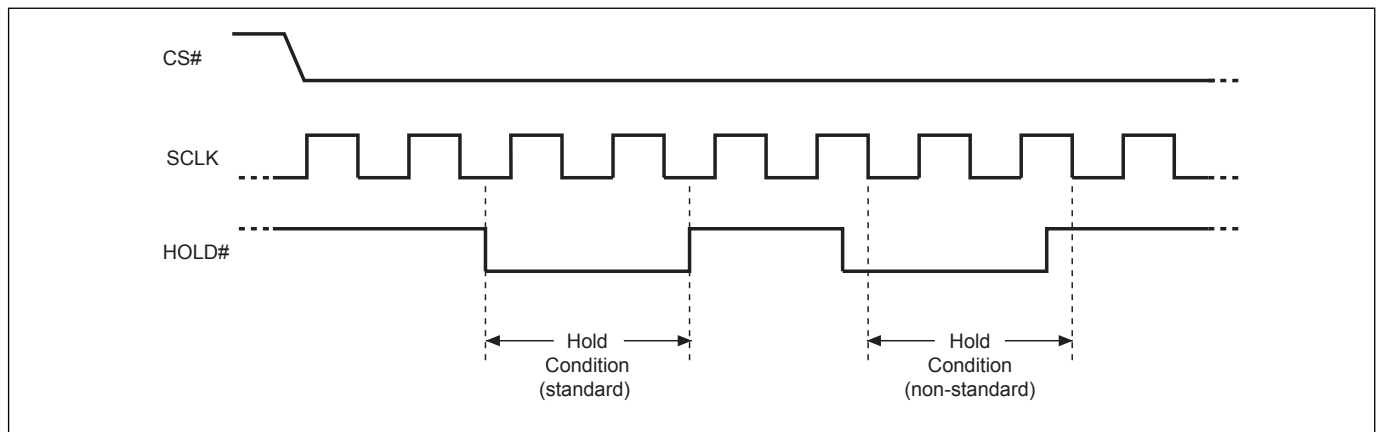 CS#
SCLK
HOLD#
Hold
Condition
(standard)
Hold
Condition
(non-standard)